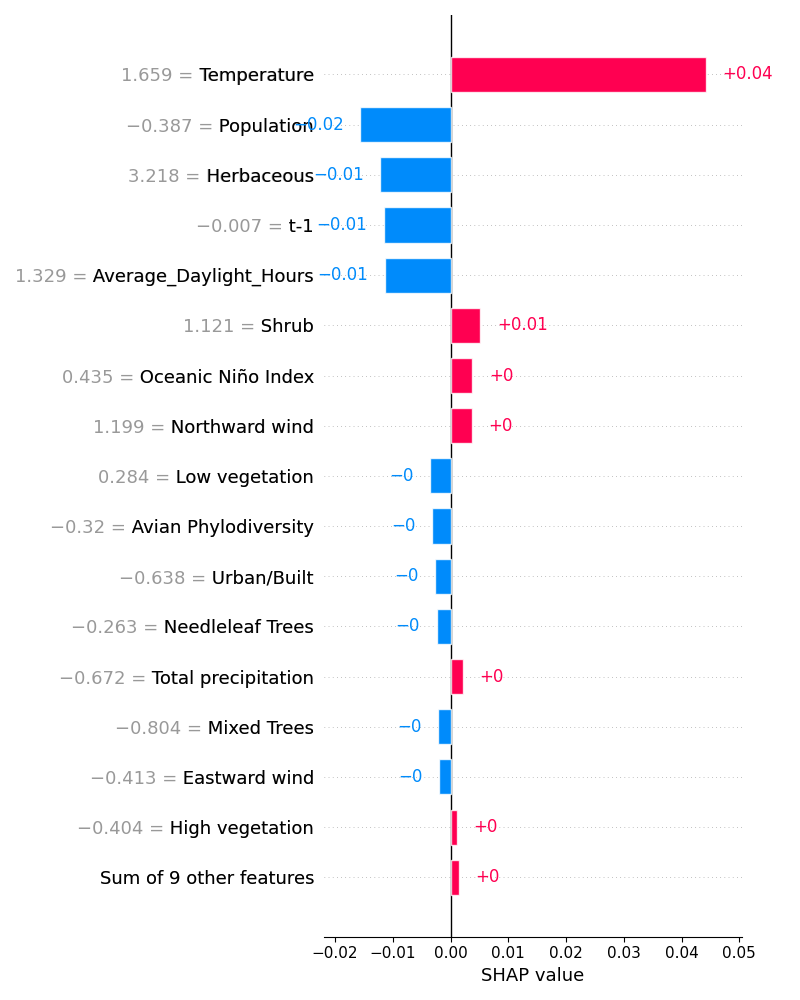 1.659 = Temperature +0.04
−0.387 = Population −0.02
3.218 = Herbaceous −0.01
−0.007 = t-1 −0.01
1.329 = Average_Daylight_Hours −0.01
1.121 = Shrub +0.01
0.435 = Oceanic Niño Index +0
1.199 = Northward wind +0
0.284 = Low vegetation −0
−0.32 = Avian Phylodiversity −0
−0.638 = Urban/Built −0
−0.263 = Needleleaf Trees −0
−0.672 = Total precipitation +0
−0.804 = Mixed Trees −0
−0.413 = Eastward wind −0
−0.404 = High vegetation +0
Sum of 9 other features +0
−0.02 −0.01 0.00 0.01 0.02 0.03 0.04 0.05
SHAP value